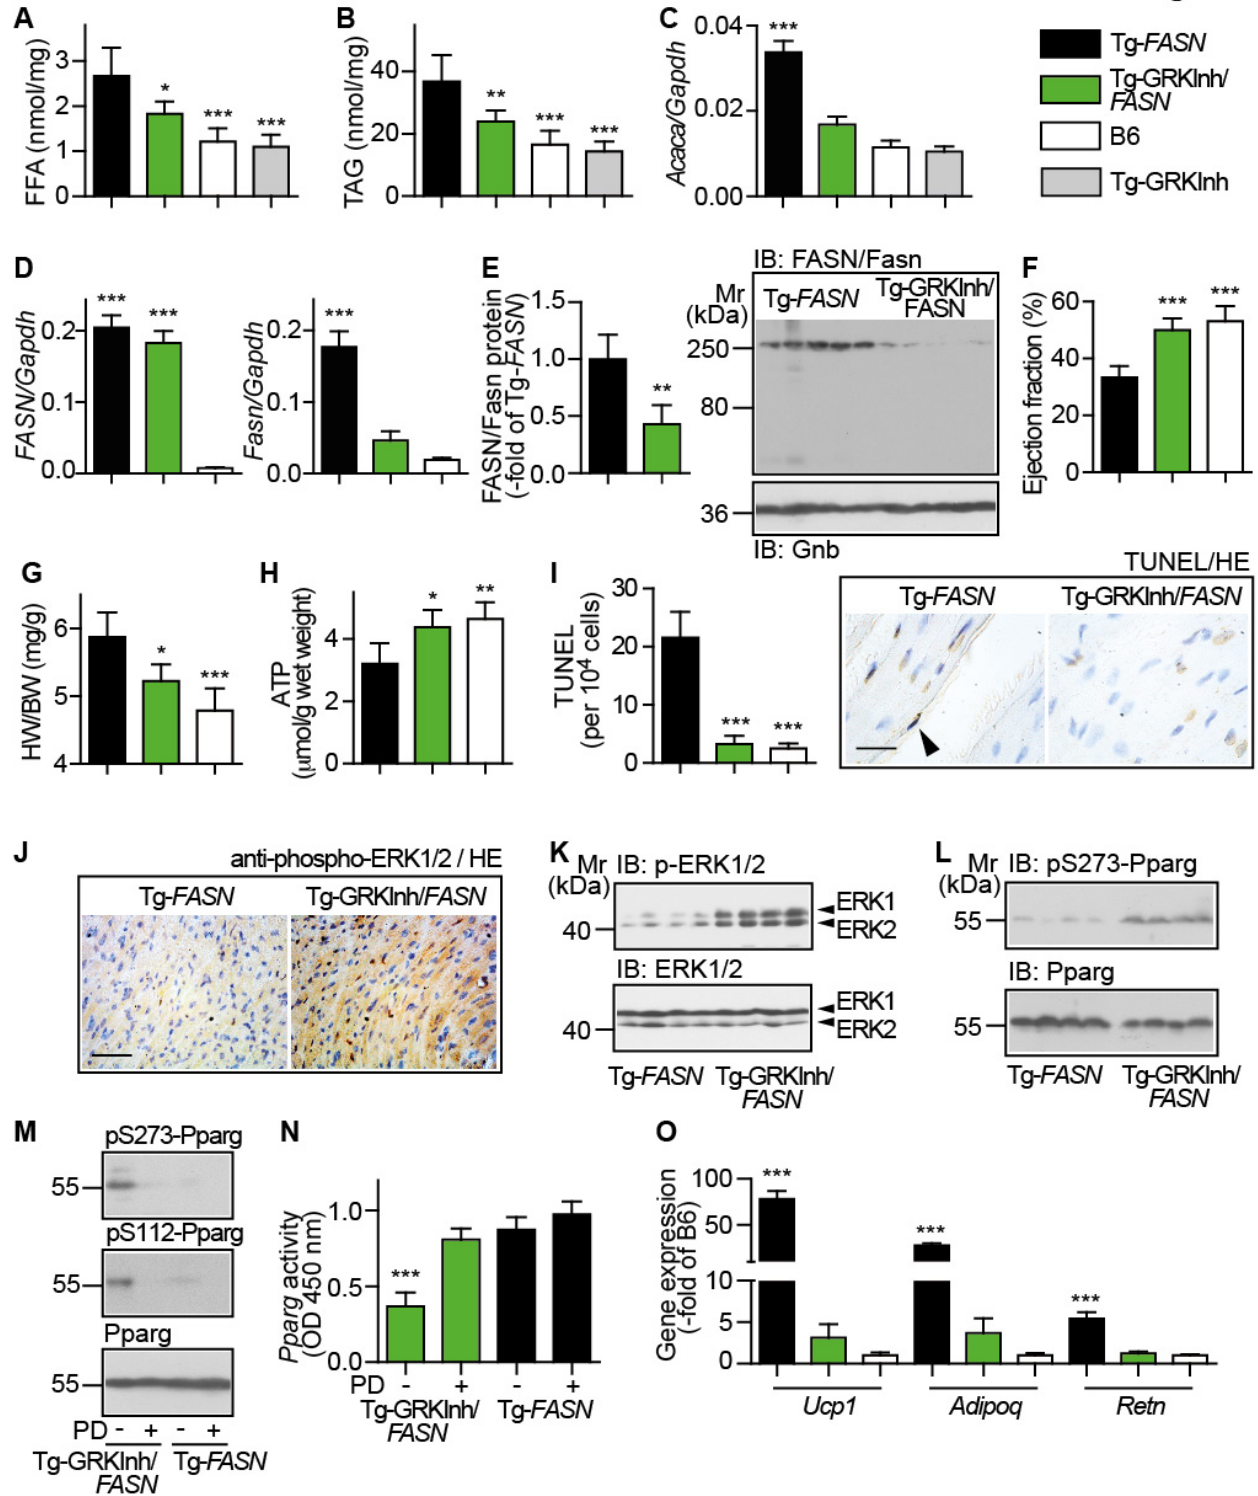 A
FFA (nmol/mg)
3
2
1
0
*
***
***
B
TAG (nmol/mg)
40
20
0
**
***
***
C
Acaca/Gapdh
0.04
0.02
0.00
***
Tg-FASN
Tg-GRKInh/
FASN
B6
Tg-GRKInh
D
FASN/Gapdh
0.2
0.1
0.0
***
***
Fasn/Gapdh
0.2
0.1
0.0
***
E
FASN/Fasn protein
(-fold of Tg-FASN)
1.5
1.0
0.5
0.0
**
IB: FASN/Fasn
Mr
(kDa)
Tg-FASN
Tg-GRKInh/
FASN
250
80
36
IB: Gnb
F
Ejection fraction (%)
60
40
20
0
***
***
G
HW/BW (mg/g)
6
5
4
*
***
H
ATP
(µmol/g wet weight)
4
2
0
*
**
I
TUNEL
(per 10⁴ cells)
30
20
10
0
***
***
TUNEL/HE
Tg-FASN
Tg-GRKInh/FASN
J
anti-phospho-ERK1/2 / HE
Tg-FASN
Tg-GRKInh/FASN
K
Mr
(kDa)
IB: p-ERK1/2
40
ERK1
ERK2
IB: ERK1/2
40
ERK1
ERK2
Tg-FASN
Tg-GRKInh/
FASN
L
Mr
(kDa)
IB: pS273-Pparg
55
IB: Pparg
55
Tg-FASN
Tg-GRKInh/
FASN
M
pS273-Pparg
55
pS112-Pparg
55
Pparg
55
PD - + - +
Tg-GRKInh/
FASN
Tg-FASN
N
Pparg activity
(OD 450 nm)
1.0
0.5
0.0
***
PD - + - +
Tg-GRKInh/
FASN
Tg-FASN
O
Gene expression
(-fold of B6)
100
50
10
5
0
***
***
***
Ucp1
Adipoq
Retn